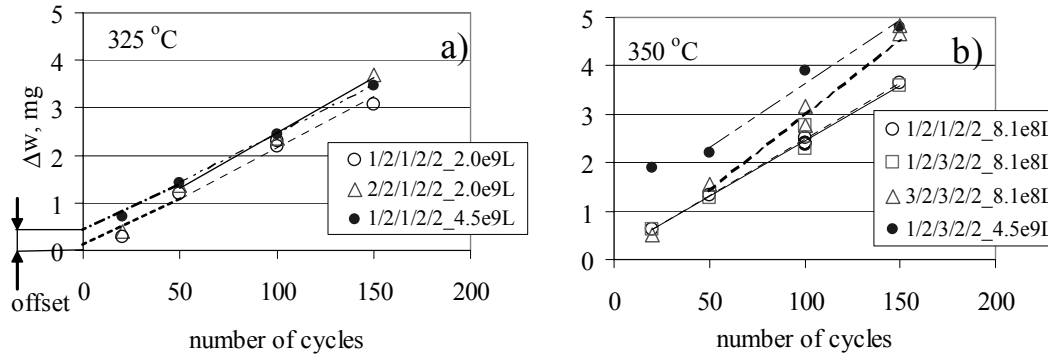 325 °C
a)
Δw, mg
5
4
3
2
1
0
0 50 100 150 200
number of cycles
offset
1/2/1/2/2_2.0e9L
2/2/1/2/2_2.0e9L
1/2/1/2/2_4.5e9L
350 °C
b)
5
4
3
2
1
0
0 50 100 150 200
number of cycles
1/2/1/2/2_8.1e8L
1/2/3/2/2_8.1e8L
3/2/3/2/2_8.1e8L
1/2/3/2/2_4.5e9L